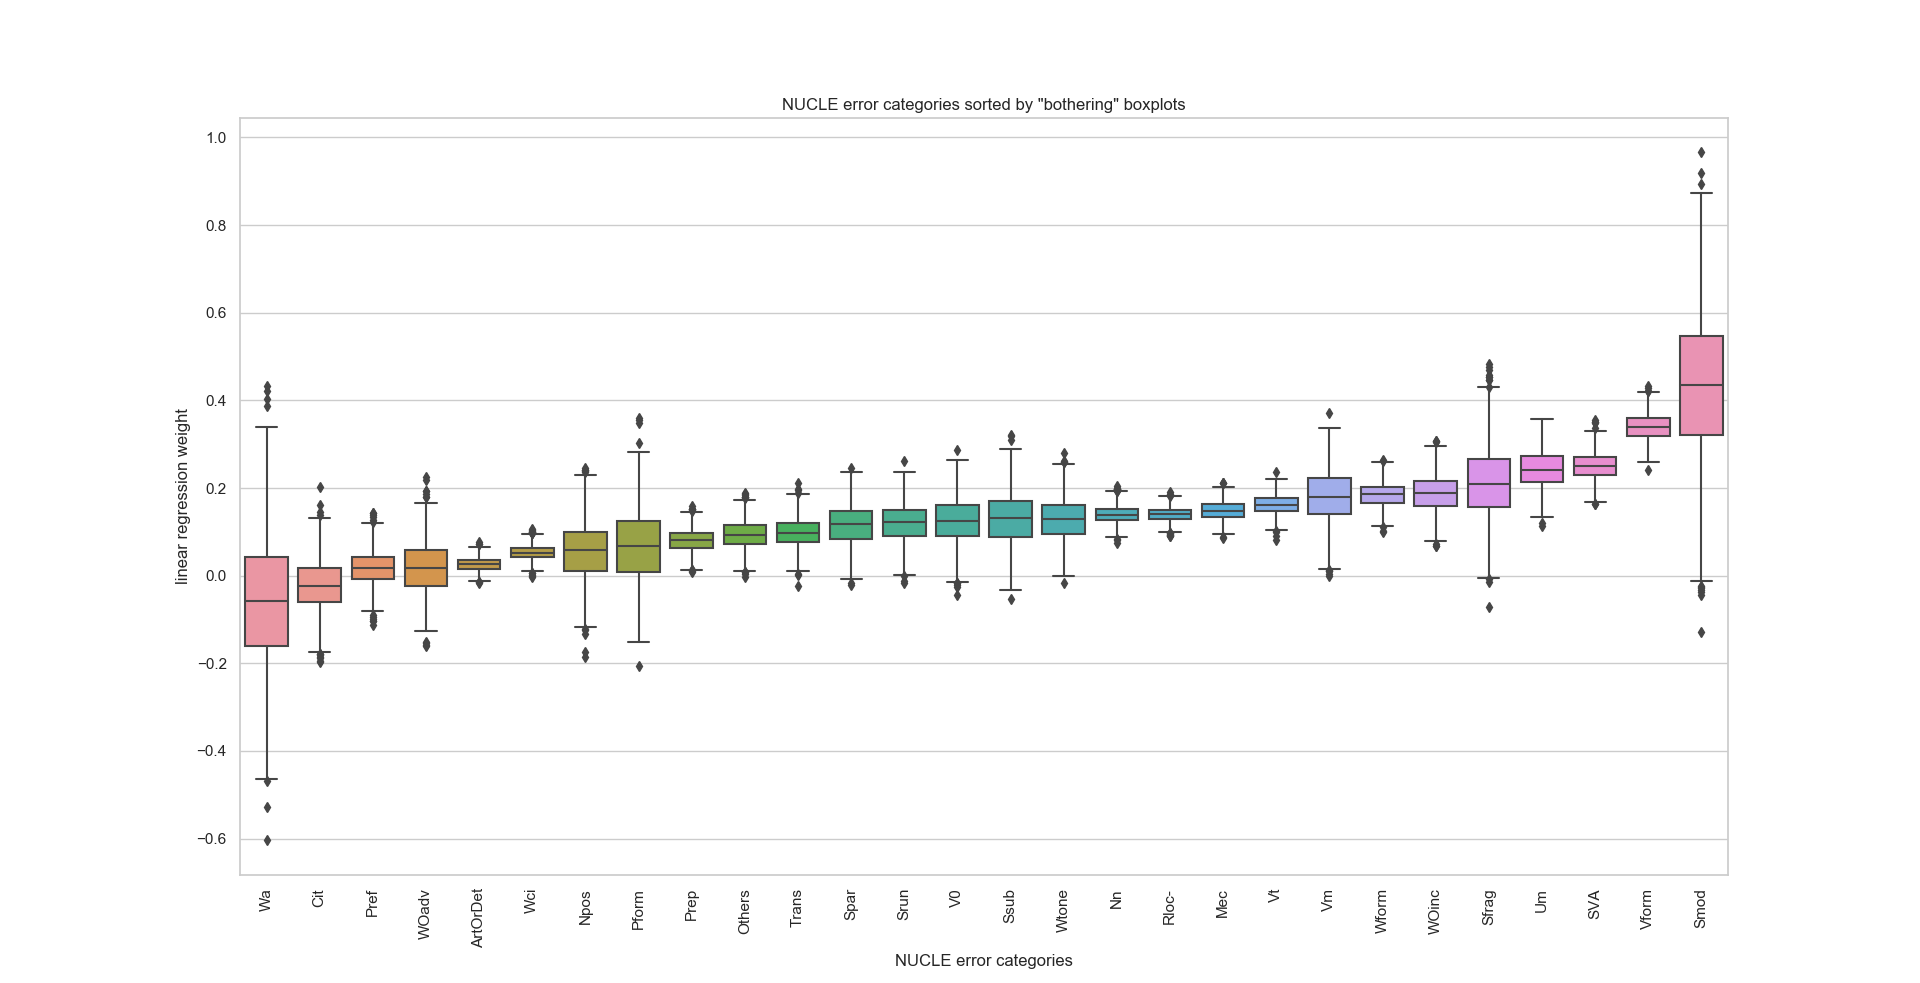 NUCLE error categories sorted by "bothering" boxplots
linear regression weight
1.0
0.8
0.6
0.4
0.2
0.0
−0.2
−0.4
−0.6
Wa
Cit
Pref
WOadv
ArtOrDet
Wci
Npos
Pform
Prep
Others
Trans
Spar
Srun
V0
Ssub
Wtone
Nn
Rloc-
Mec
Vt
Vm
Wform
WOinc
Sfrag
Um
SVA
Vform
Smod
NUCLE error categories